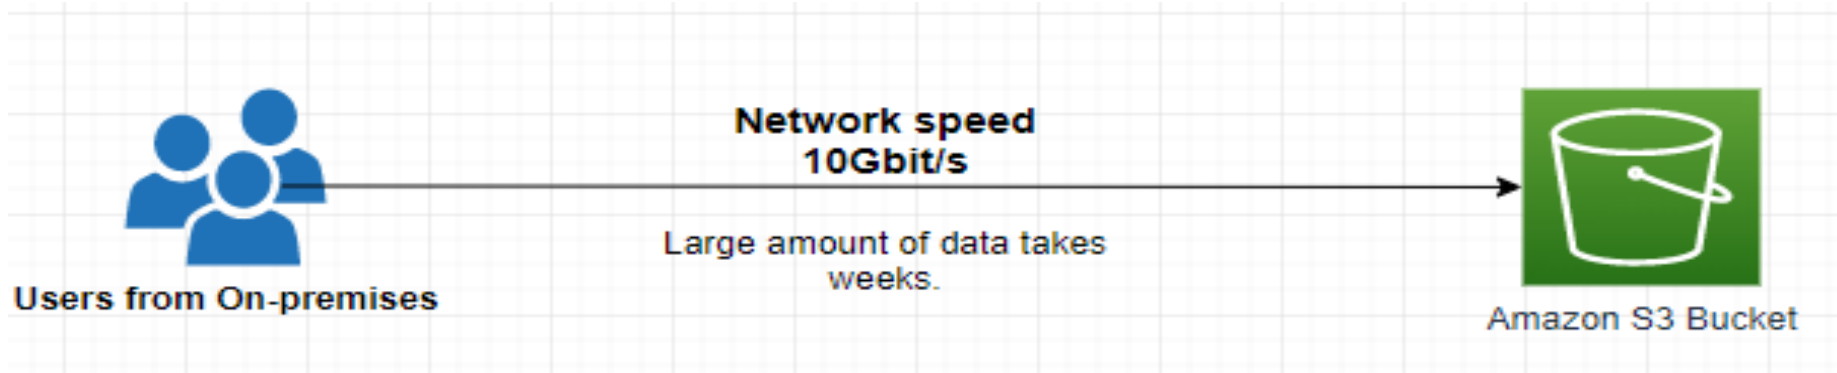 Network speed
10Gbit/s
Large amount of data takes
weeks.
Users from On-premises
Amazon S3 Bucket